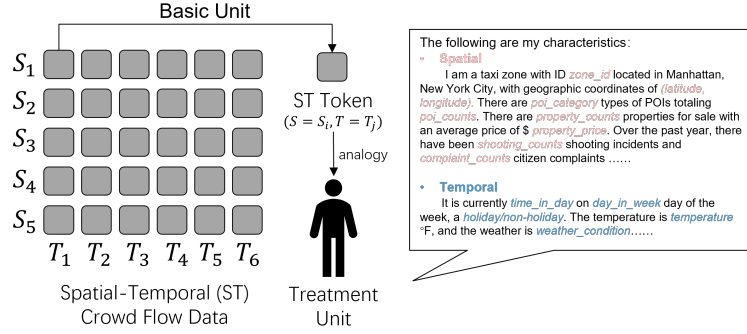 Basic Unit
S₁
S₂
S₃
S₄
S₅
T₁ T₂ T₃ T₄ T₅ T₆
Spatial-Temporal (ST)
Crowd Flow Data
ST Token
(S = Sᵢ, T = Tⱼ)
analogy
Treatment
Unit
The following are my characteristics:
• Spatial
I am a taxi zone with ID zone_id located in Manhattan,
New York City, with geographic coordinates of (latitude,
longitude). There are poi_category types of POIs totaling
poi_counts. There are property_counts properties for sale with
an average price of $ property_price. Over the past year, there
have been shooting_counts shooting incidents and
complaint_counts citizen complaints ……
• Temporal
It is currently time_in_day on day_in_week day of the
week, a holiday/non-holiday. The temperature is temperature
°F, and the weather is weather_condition……